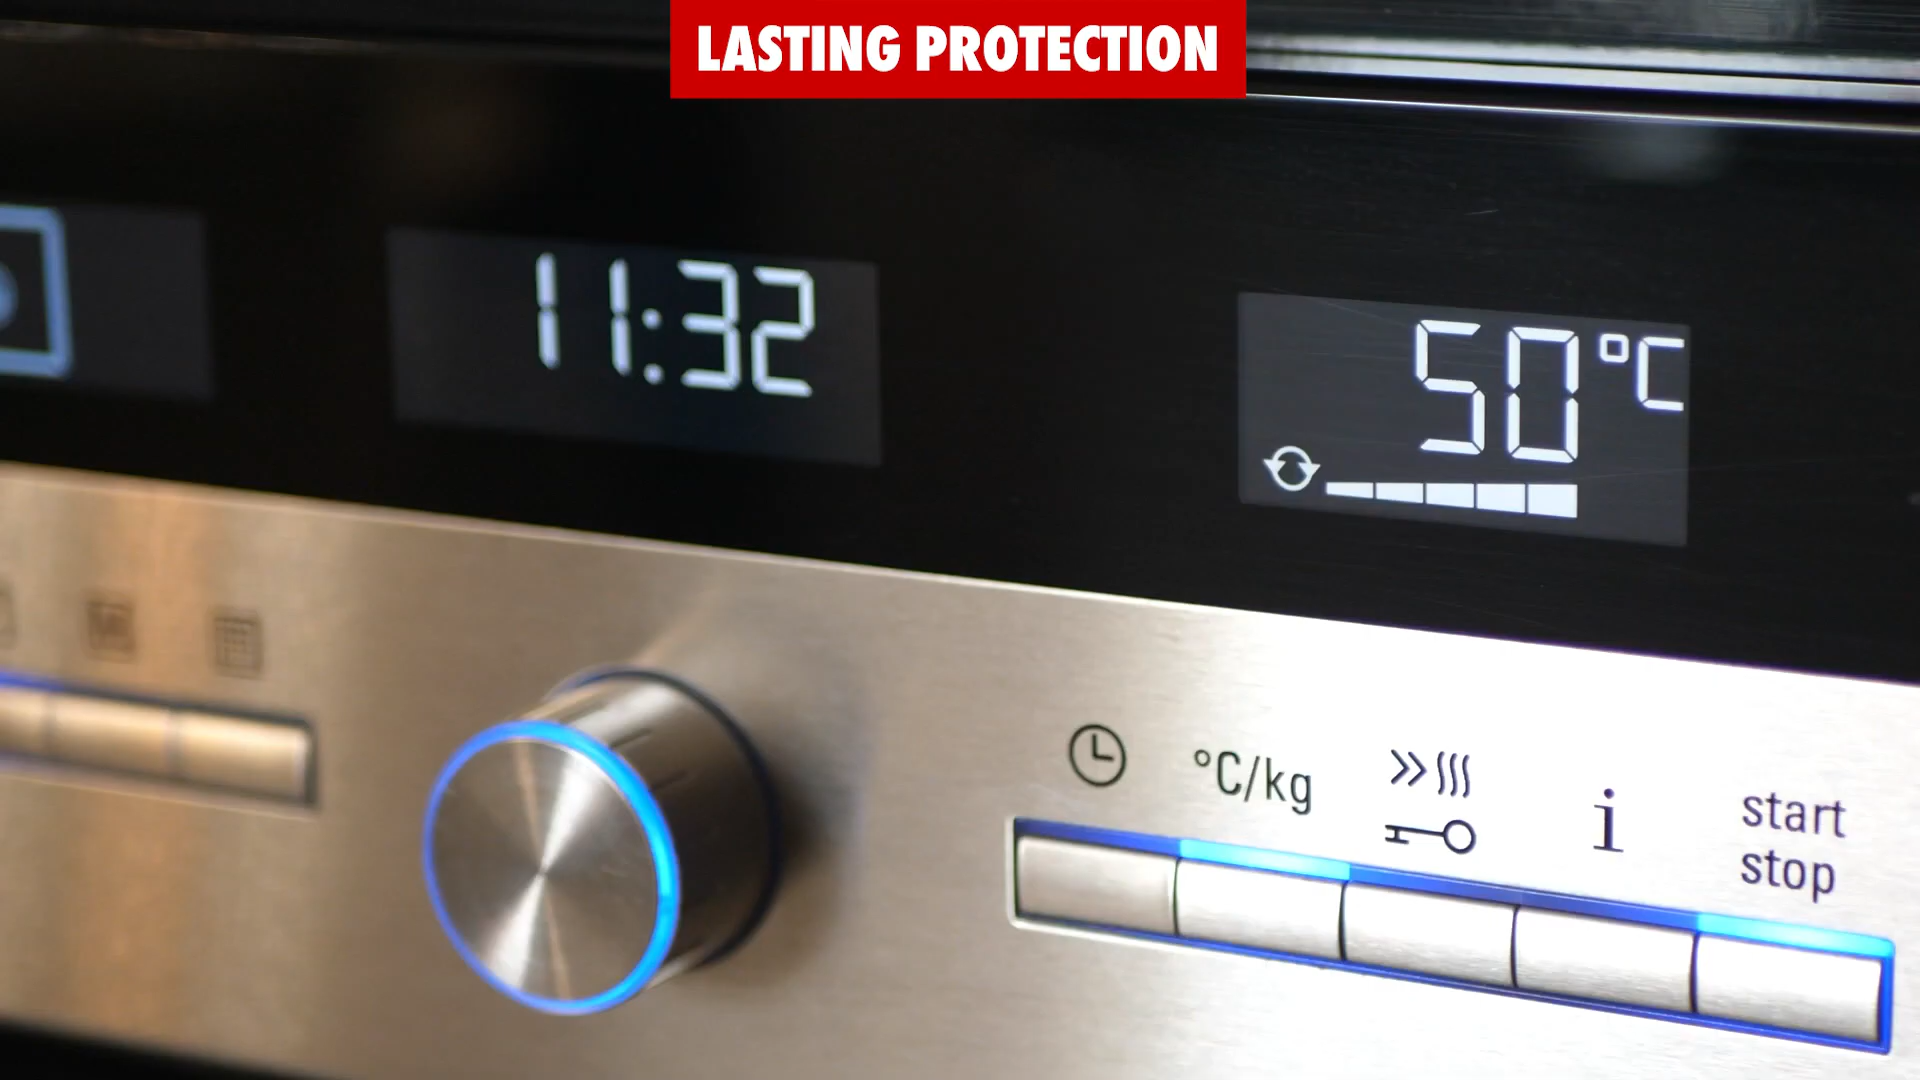 LASTING PROTECTION
11:32
50°C
°C/kg
i
start
stop